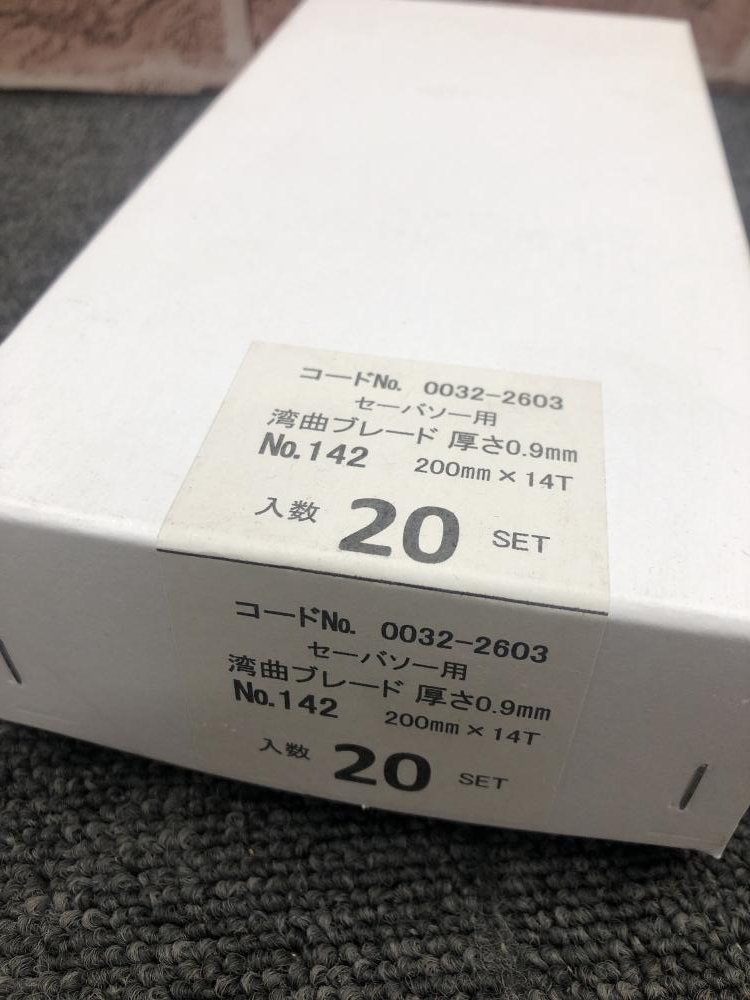 コードNo. 0032-2603
セーバソー用
湾曲ブレード 厚さ0.9mm
No.142 200mm×14T
入数 20 SET
コードNo. 0032-2603
セーバソー用
湾曲ブレード 厚さ0.9mm
No.142 200mm×14T
入数 20 SET